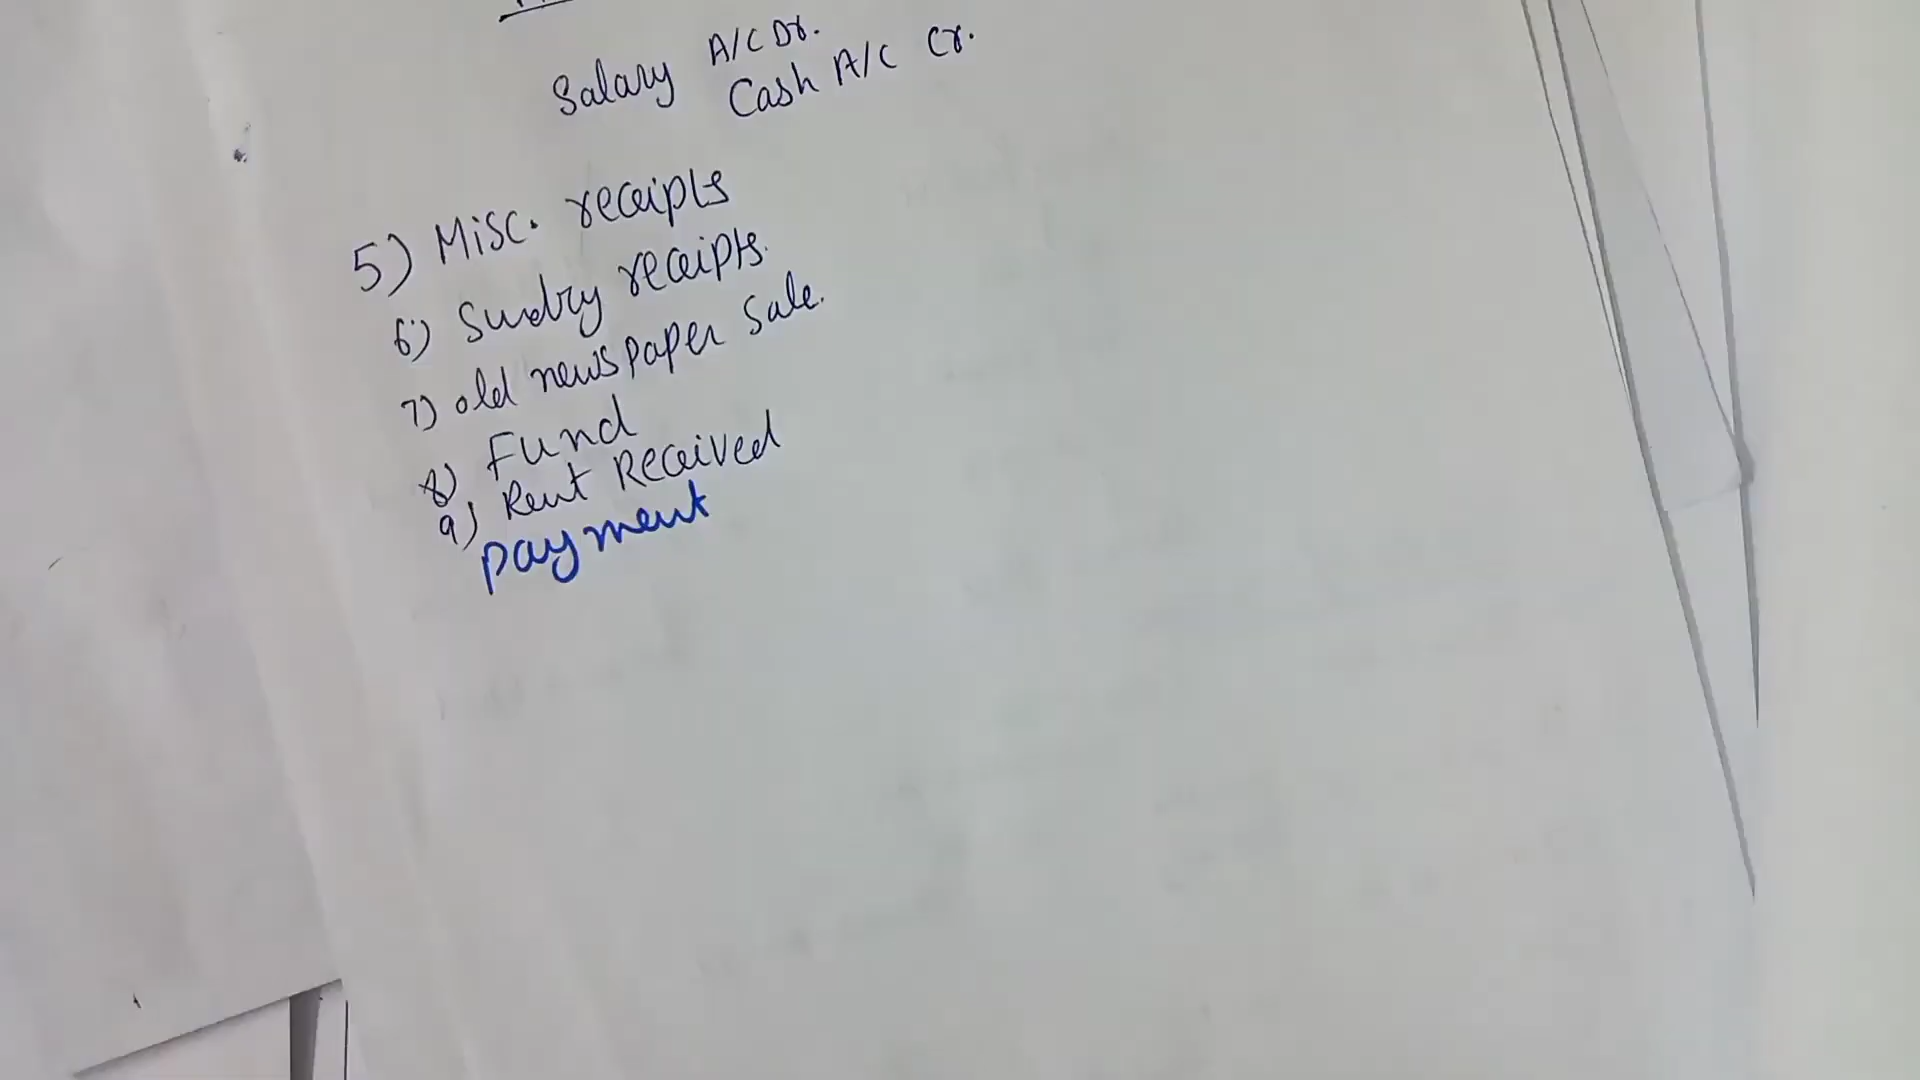 Salary A/C Dr.
Cash A/C Cr.
5) Misc. receipts
6) Sundry receipts.
7) old newspaper Sale.
8) Fund
9) Rent Received
payment